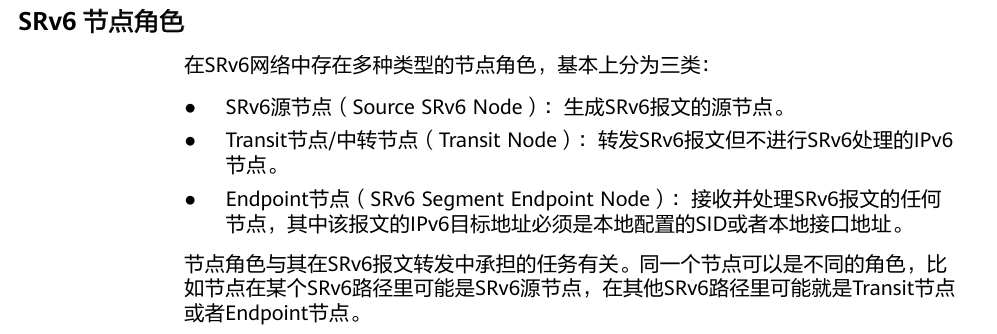 SRv6 节点角色
在SRv6网络中存在多种类型的节点角色，基本上分为三类：
● SRv6源节点（Source SRv6 Node）：生成SRv6报文的源节点。
● Transit节点/中转节点（Transit Node）：转发SRv6报文但不进行SRv6处理的IPv6
节点。
● Endpoint节点（SRv6 Segment Endpoint Node）：接收并处理SRv6报文的任何
节点，其中该报文的IPv6目标地址必须是本地配置的SID或者本地接口地址。
节点角色与其在SRv6报文转发中承担的任务有关。同一个节点可以是不同的角色，比
如节点在某个SRv6路径里可能是SRv6源节点，在其他SRv6路径里可能就是Transit节点
或者Endpoint节点。